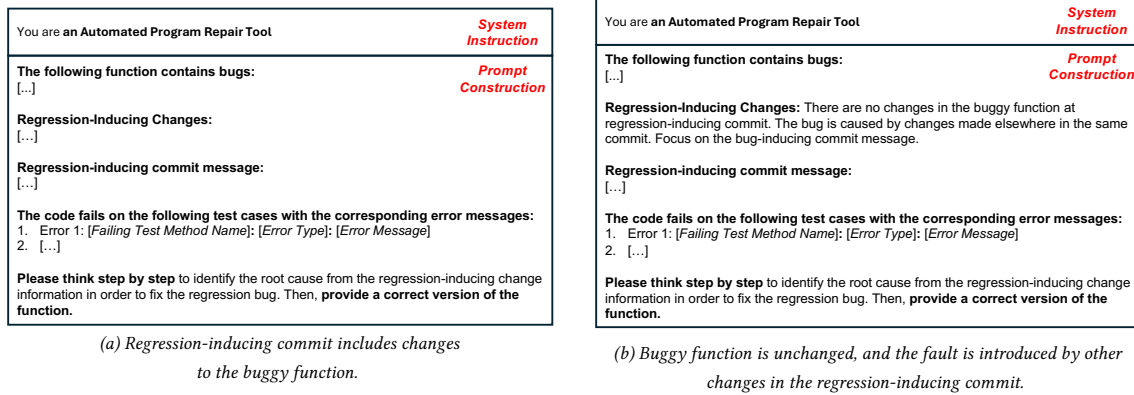 You are an Automated Program Repair Tool
System
Instruction
The following function contains bugs:
[...]
Prompt
Construction
Regression-Inducing Changes:
[…]
Regression-inducing commit message:
[…]
The code fails on the following test cases with the corresponding error messages:
1. Error 1: [Failing Test Method Name]: [Error Type]: [Error Message]
2. […]
Please think step by step to identify the root cause from the regression-inducing change
information in order to fix the regression bug. Then, provide a correct version of the
function.
(a) Regression-inducing commit includes changes
to the buggy function.
You are an Automated Program Repair Tool
System
Instruction
The following function contains bugs:
[...]
Prompt
Construction
Regression-Inducing Changes: There are no changes in the buggy function at
regression-inducing commit. The bug is caused by changes made elsewhere in the same
commit. Focus on the bug-inducing commit message.
Regression-inducing commit message:
[…]
The code fails on the following test cases with the corresponding error messages:
1. Error 1: [Failing Test Method Name]: [Error Type]: [Error Message]
2. […]
Please think step by step to identify the root cause from the regression-inducing change
information in order to fix the regression bug. Then, provide a correct version of the
function.
(b) Buggy function is unchanged, and the fault is introduced by other
changes in the regression-inducing commit.